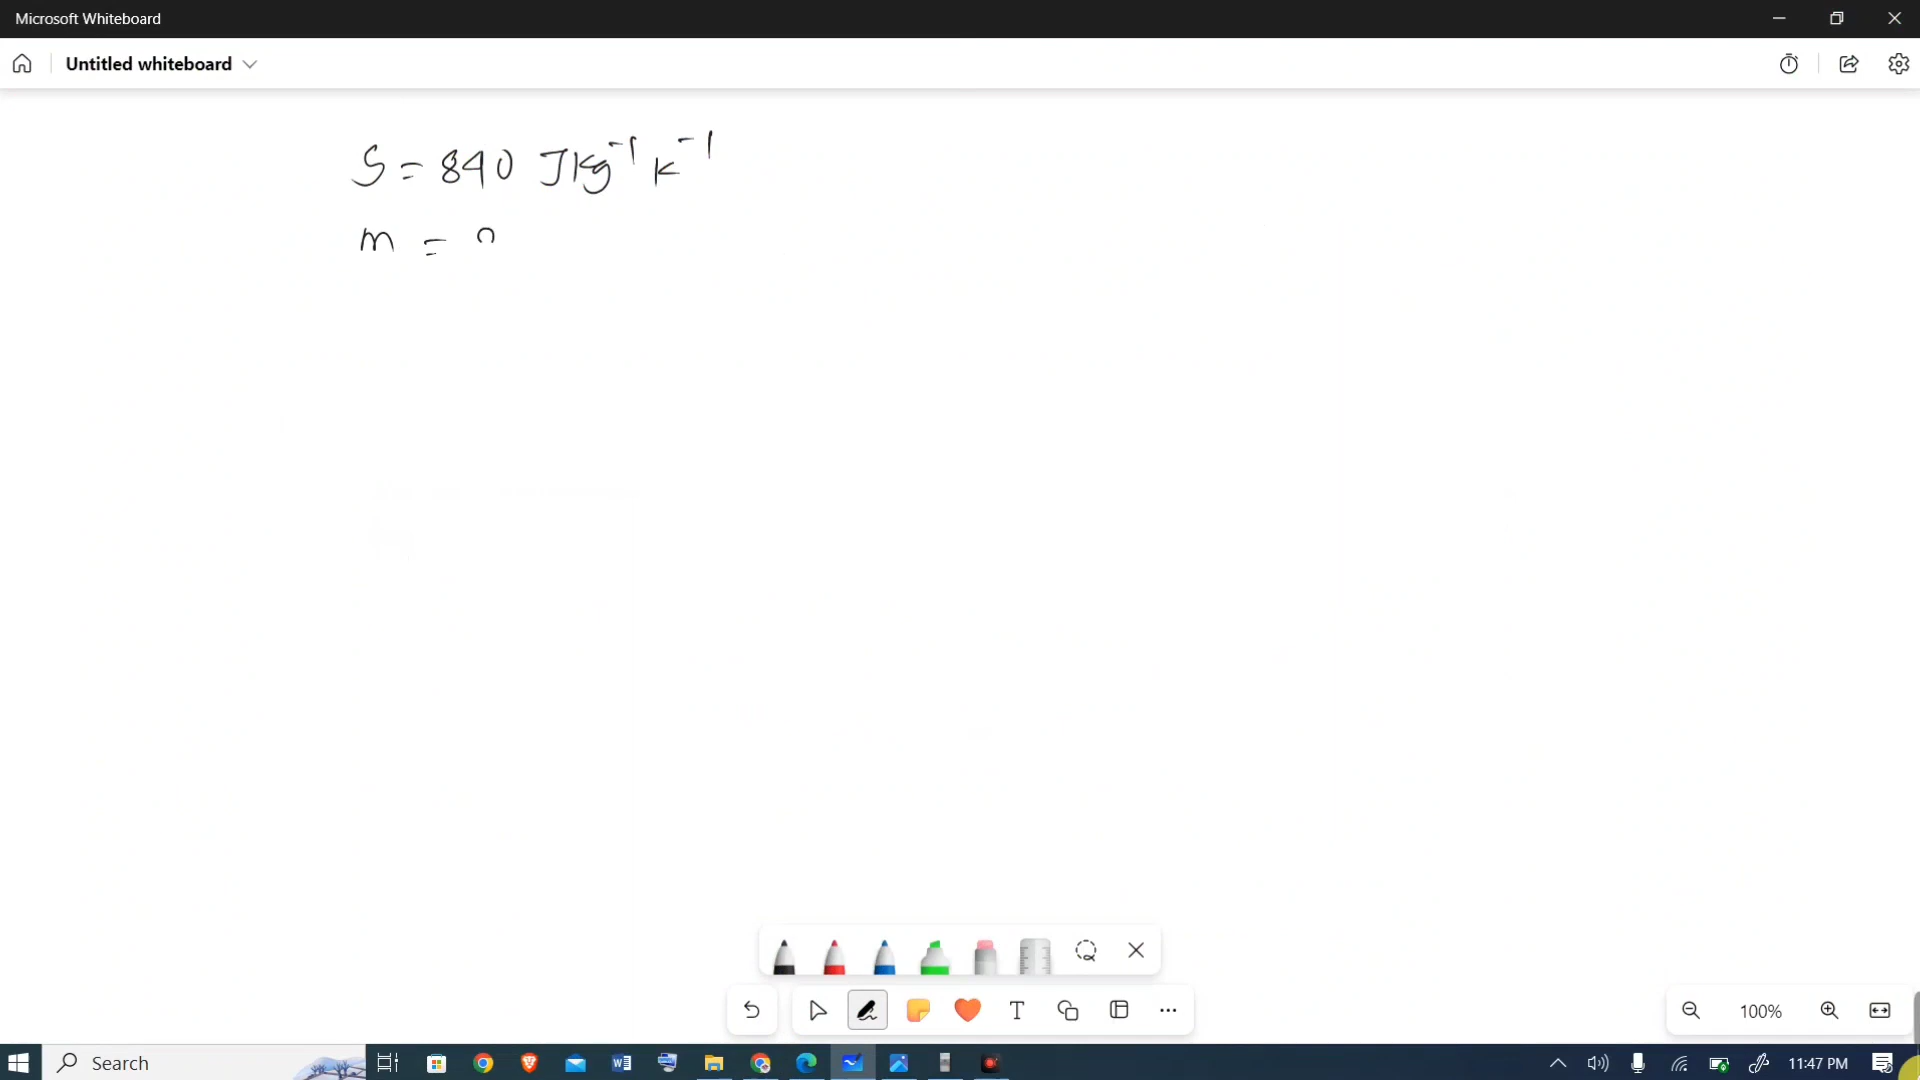 Microsoft Whiteboard
Untitled whiteboard
S = 840 JKg⁻¹ K⁻¹
m =
T
100%
Search
11:47 PM